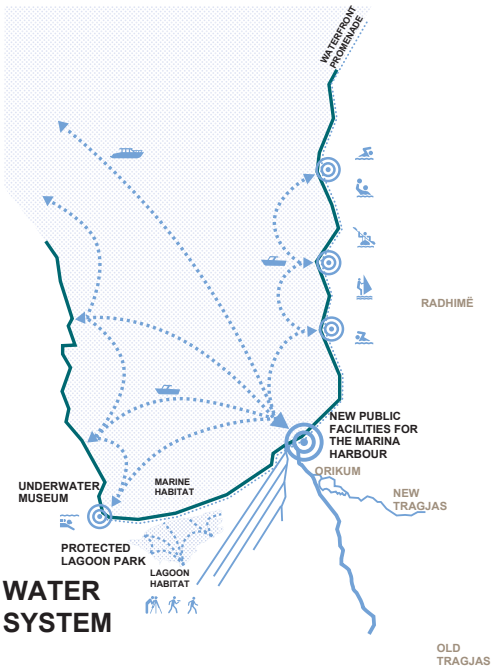 WATERFRONT
PROMENADE
RADHIMË
NEW PUBLIC
FACILITIES FOR
THE MARINA
HARBOUR
ORIKUM
NEW
TRAGJAS
MARINE
HABITAT
UNDERWATER
MUSEUM
PROTECTED
LAGOON PARK
LAGOON
HABITAT
WATER
SYSTEM
OLD
TRAGJAS